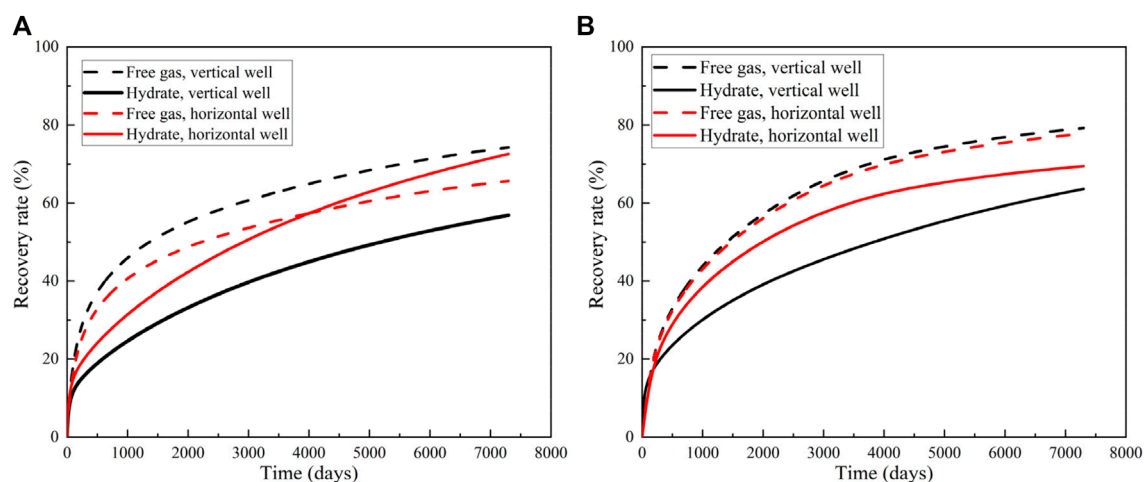 A
100
80
60
40
20
0
Recovery rate (%)
Free gas, vertical well
Hydrate, vertical well
Free gas, horizontal well
Hydrate, horizontal well
0 1000 2000 3000 4000 5000 6000 7000 8000
Time (days)
B
100
80
60
40
20
0
Recovery rate (%)
Free gas, vertical well
Hydrate, vertical well
Free gas, horizontal well
Hydrate, horizontal well
0 1000 2000 3000 4000 5000 6000 7000 8000
Time (days)